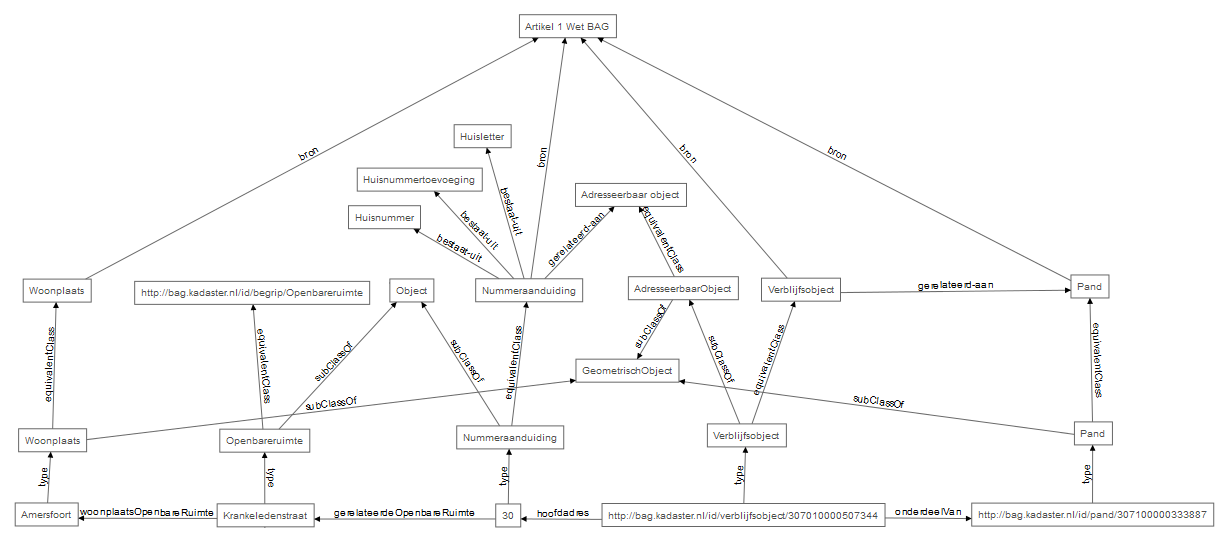 Artikel 1 Wet BAG
bron
bron
bron
bron
Huisletter
Huisnummertoevoeging
Huisnummer
Adresseerbaar object
bestaat-uit
bestaat-uit
bestaat-uit
gerelateerd-aan
equivalentClass
Woonplaats
http://bag.kadaster.nl/id/begrip/Openbareruimte
Object
Nummeraanduiding
AdresseerbaarObject
Verblijfsobject
gerelateerd-aan
Pand
equivalentClass
equivalentClass
subClassOf
subClassOf
equivalentClass
subClassOf
subClassOf
equivalentClass
equivalentClass
GeometrischObject
subClassOf
subClassOf
Woonplaats
Openbareruimte
Nummeraanduiding
Verblijfsobject
Pand
type
type
type
type
type
Amersfoort
woonplaatsOpenbareRuimte
Krankeledenstraat
gerelateerdeOpenbareRuimte
30
hoofdadres
http://bag.kadaster.nl/id/verblijfsobject/307010000507344
onderdeelVan
http://bag.kadaster.nl/id/pand/307100000333887